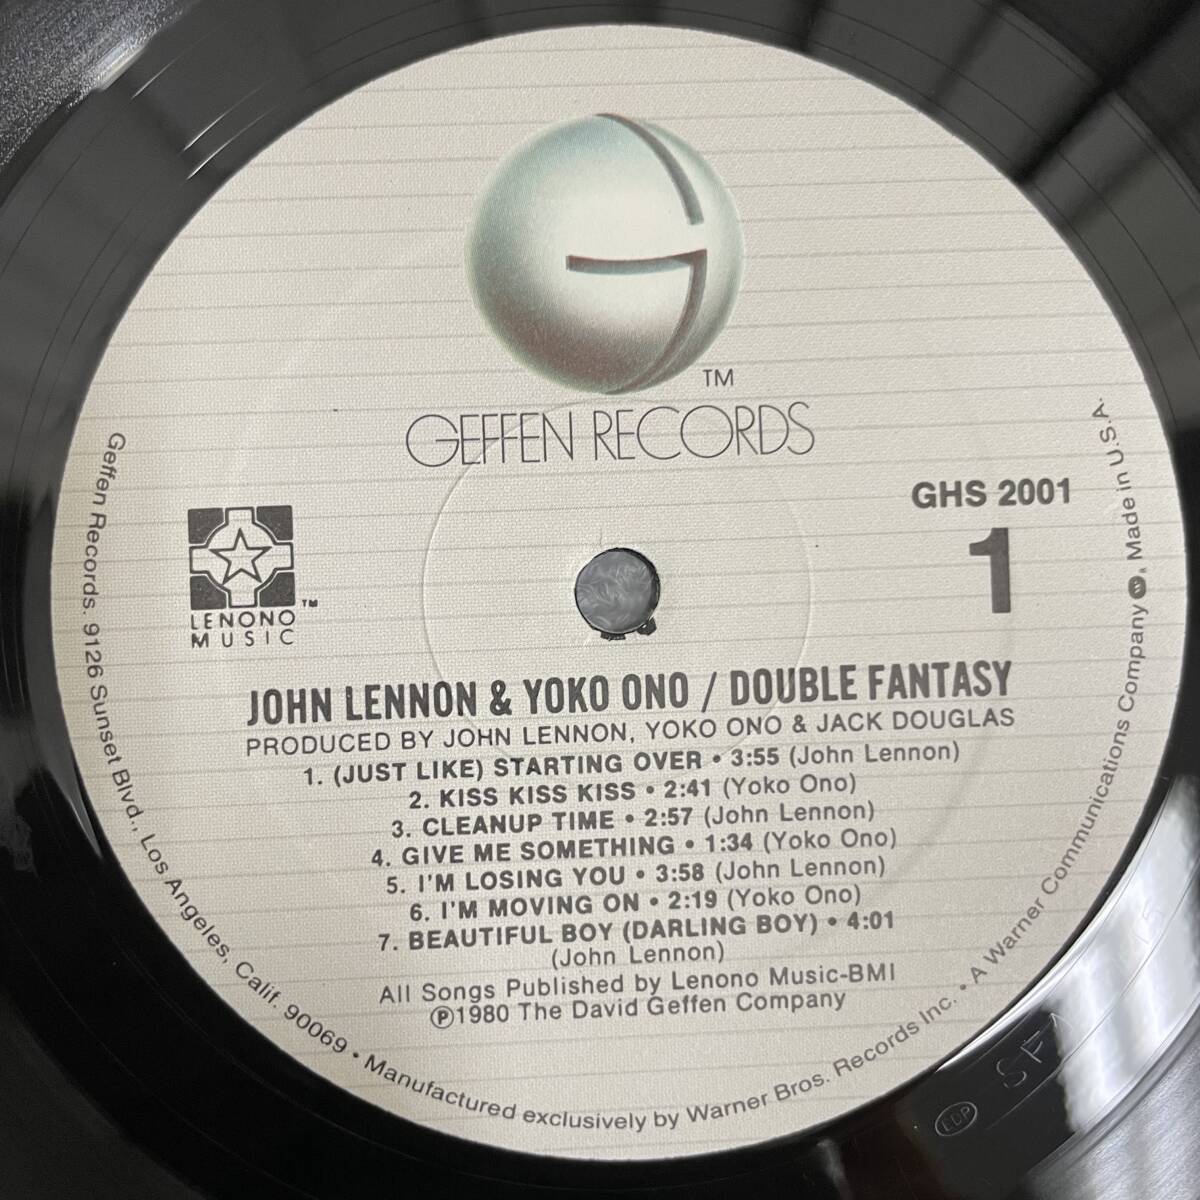 TM
GEFFEN RECORDS
GHS 2001
1
LENONO
MUSIC
TM
JOHN LENNON & YOKO ONO / DOUBLE FANTASY
PRODUCED BY JOHN LENNON, YOKO ONO & JACK DOUGLAS
1. (JUST LIKE) STARTING OVER • 3:55 (John Lennon)
2. KISS KISS KISS • 2:41 (Yoko Ono)
3. CLEANUP TIME • 2:57 (John Lennon)
4. GIVE ME SOMETHING • 1:34 (Yoko Ono)
5. I'M LOSING YOU • 3:58 (John Lennon)
6. I'M MOVING ON • 2:19 (Yoko Ono)
7. BEAUTIFUL BOY (DARLING BOY) • 4:01
(John Lennon)
All Songs Published by Lenono Music-BMI
℗1980 The David Geffen Company
Geffen Records. 9126 Sunset Blvd., Los Angeles, Calif. 90069 • Manufactured exclusively by Warner Bros. Records Inc. • A Warner Communications Company. Made in U.S.A.
EDP